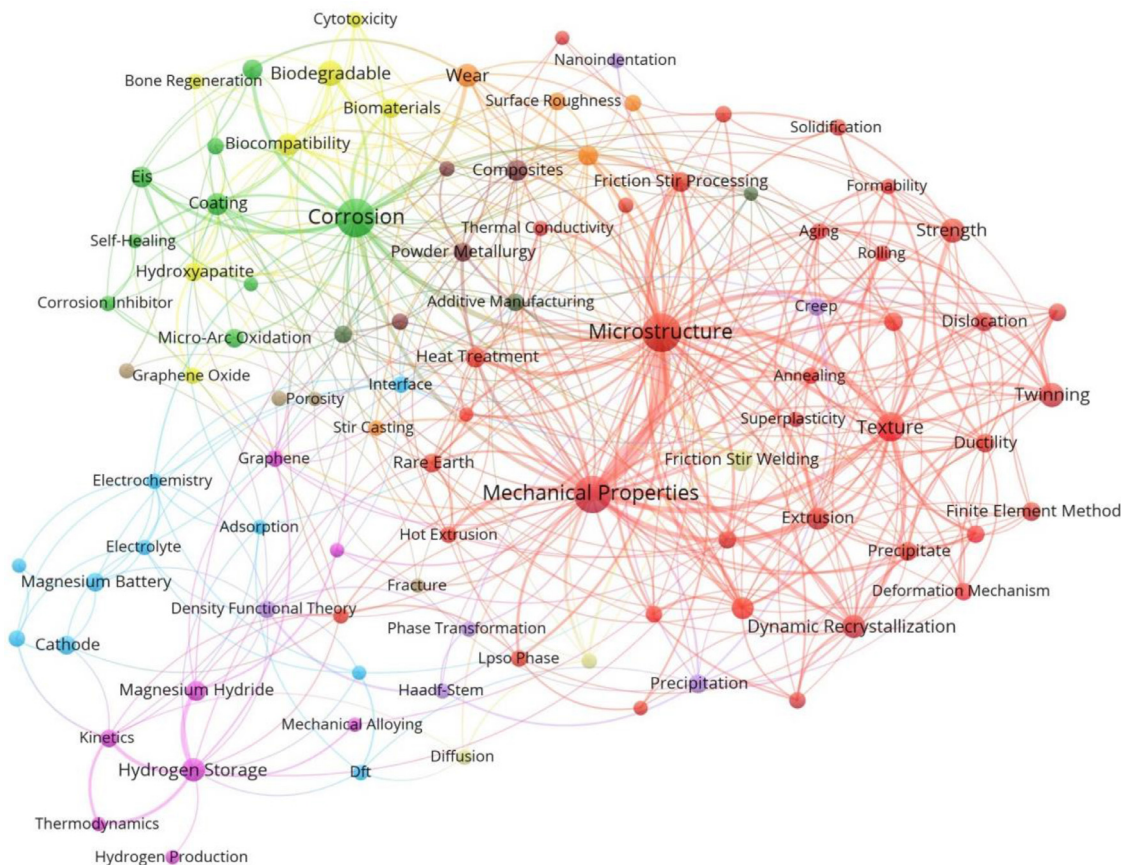 Cytotoxicity
Nanoindentation
Bone Regeneration
Biodegradable
Wear
Biomaterials
Surface Roughness
Solidification
Biocompatibility
Composites
Friction Stir Processing
Eis
Formability
Coating
Corrosion
Thermal Conductivity
Aging
Strength
Self-Healing
Powder Metallurgy
Rolling
Hydroxyapatite
Corrosion Inhibitor
Additive Manufacturing
Creep
Micro-Arc Oxidation
Microstructure
Dislocation
Heat Treatment
Graphene Oxide
Interface
Annealing
Porosity
Twinning
Stir Casting
Superplasticity
Texture
Graphene
Rare Earth
Friction Stir Welding
Ductility
Electrochemistry
Mechanical Properties
Adsorption
Extrusion
Finite Element Method
Electrolyte
Hot Extrusion
Precipitate
Magnesium Battery
Fracture
Deformation Mechanism
Density Functional Theory
Phase Transformation
Dynamic Recrystallization
Cathode
Lpso Phase
Magnesium Hydride
Haadf-Stem
Precipitation
Mechanical Alloying
Kinetics
Diffusion
Hydrogen Storage
Dft
Thermodynamics
Hydrogen Production